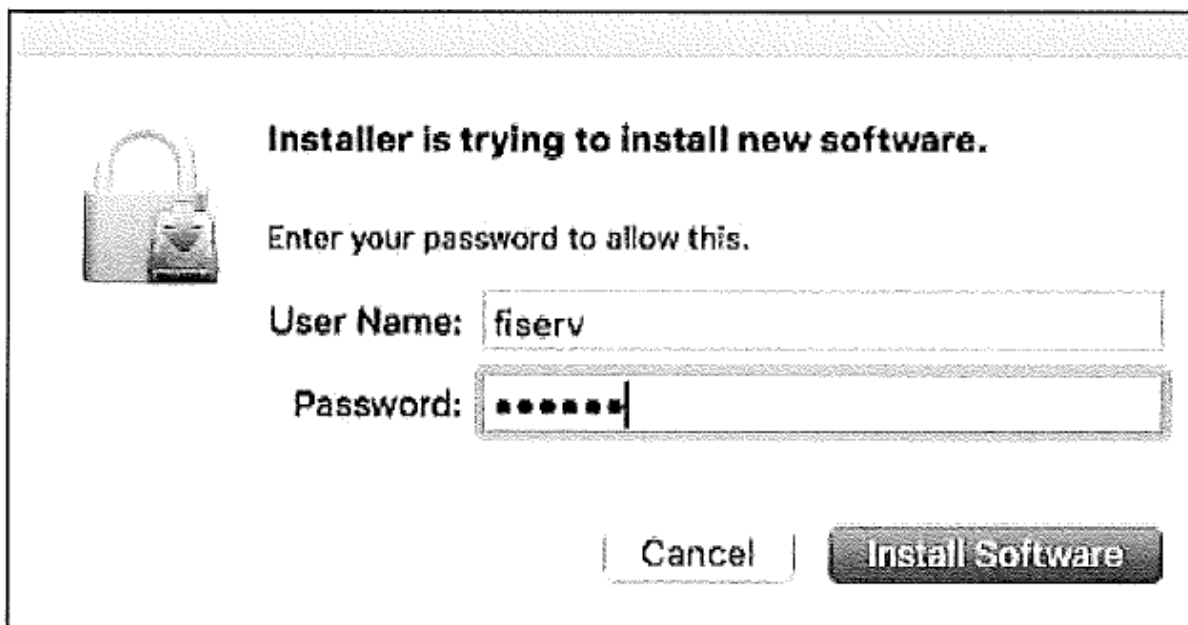 Installer is trying to install new software.
Enter your password to allow this.
User Name: fiserv
Password: ••••••
Cancel Install Software